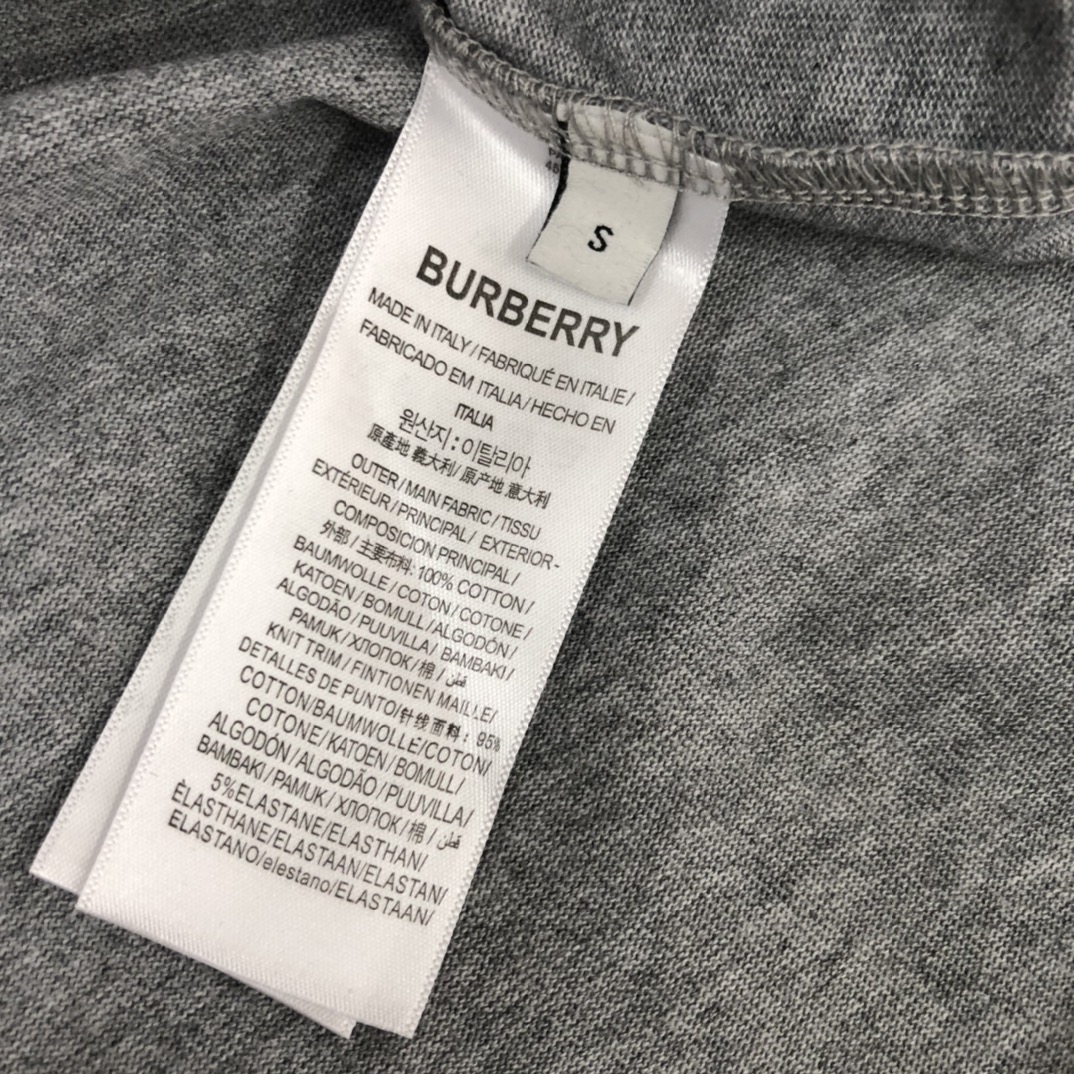 S
BURBERRY
MADE IN ITALY / FABRIQUÉ EN ITALIE /
FABRICADO EM ITALIA / HECHO EN
ITALIA
원산지 : 이탈리아
原產地 義大利 / 原产地 意大利
OUTER / MAIN FABRIC / TISSU
EXTÉRIEUR / PRINCIPAL / EXTERIOR -
COMPOSICION PRINCIPAL /
外部 / 主要布料: 100% COTTON /
BAUMWOLLE / COTON / COTONE /
KATOEN / BOMULL / ALGODÓN /
ALGODÃO / PUUVILLA / BAMBAKI /
PAMUK / ХЛОПОК / 棉 / قطن
KNIT TRIM / FINTIONEN MAILLE/
DETALLES DE PUNTO/针线面料: 95%
COTTON/BAUMWOLLE/COTON/
COTONE / KATOEN / BOMULL /
ALGODÓN / ALGODÃO / PUUVILLA/
BAMBAKI / PAMUK / ХЛОПОК / 棉 / قطن
5%ELASTANE/ELASTHAN/
ÈLASTHANE/ELASTAAN/ELASTAN/
ELASTANO/elestano/ELASTAAN/